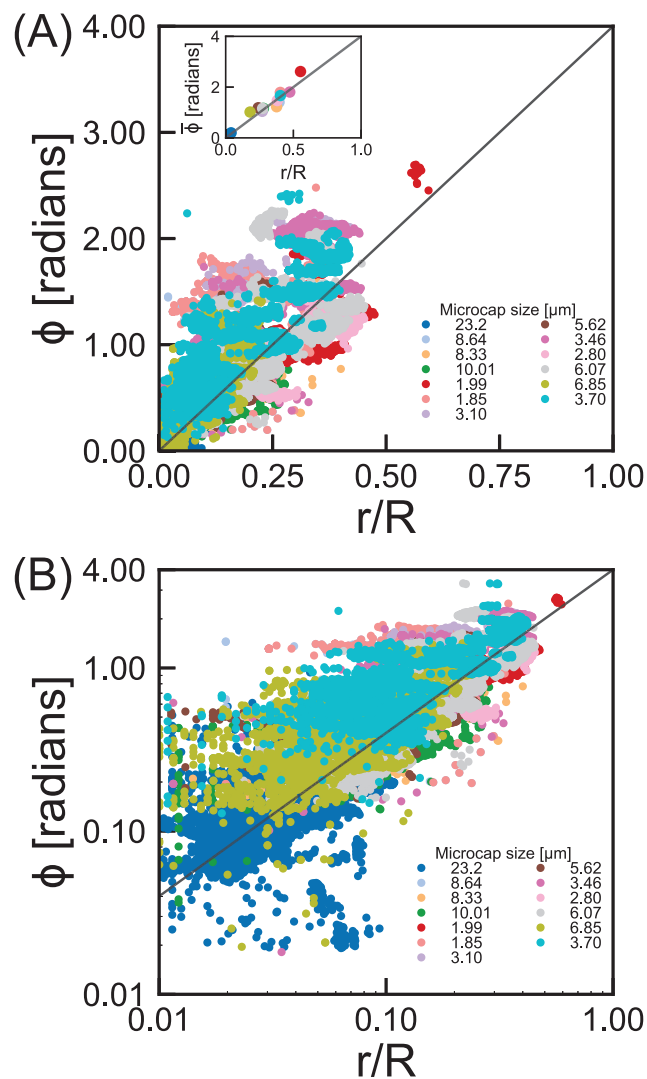 (A)
4.00
3.00
2.00
1.00
0.00
ϕ [radians]
4
2
0
ϕ̅ [radians]
0.0 0.5 1.0
r/R
Microcap size [µm]
23.2 5.62
8.64 3.46
8.33 2.80
10.01 6.07
1.99 6.85
1.85 3.70
3.10
0.00 0.25 0.50 0.75 1.00
r/R
(B)
4.00
1.00
0.10
0.01
ϕ [radians]
Microcap size [µm]
23.2 5.62
8.64 3.46
8.33 2.80
10.01 6.07
1.99 6.85
1.85 3.70
3.10
0.01 0.10 1.00
r/R